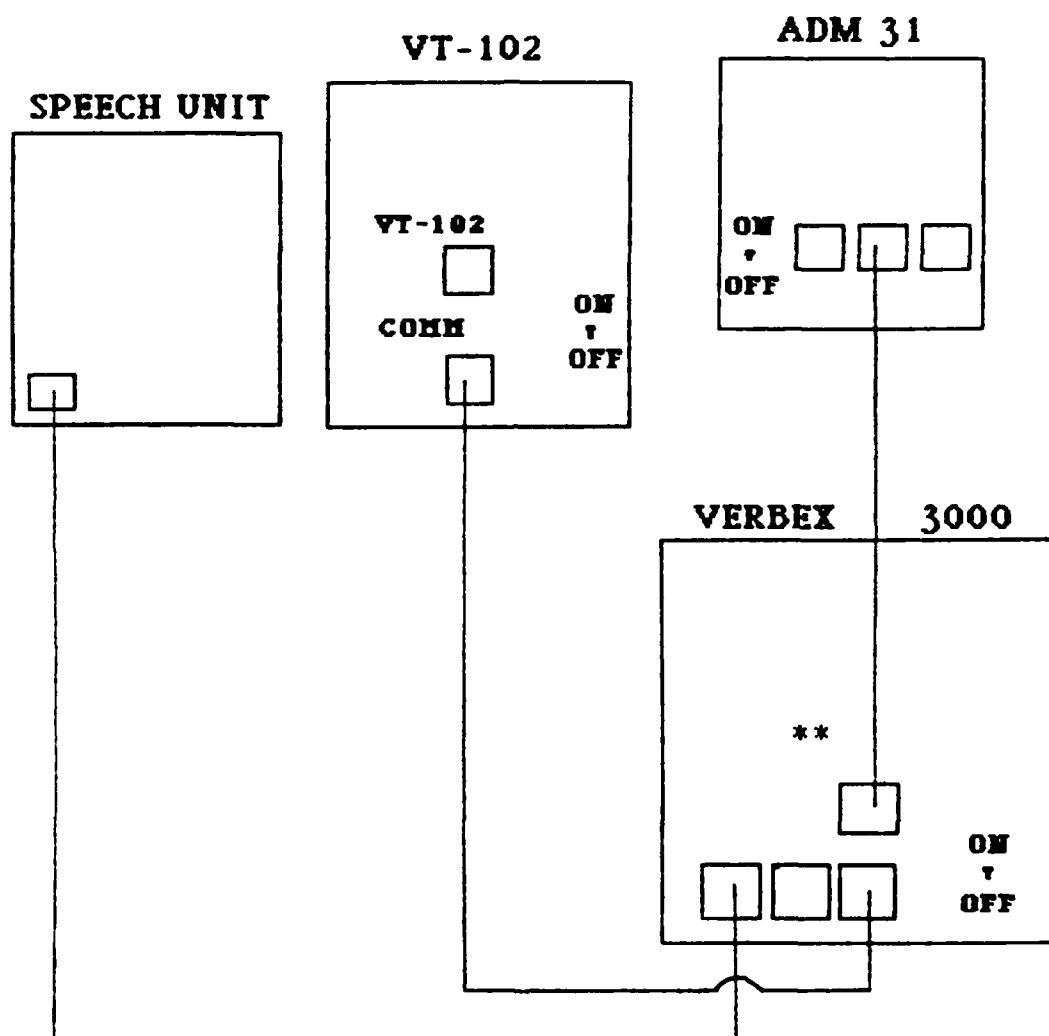 SPEECH UNIT
VT-102
VT-102
COMM
ON
OFF
ADM 31
ON
OFF
VERBEX 3000
**
ON
OFF